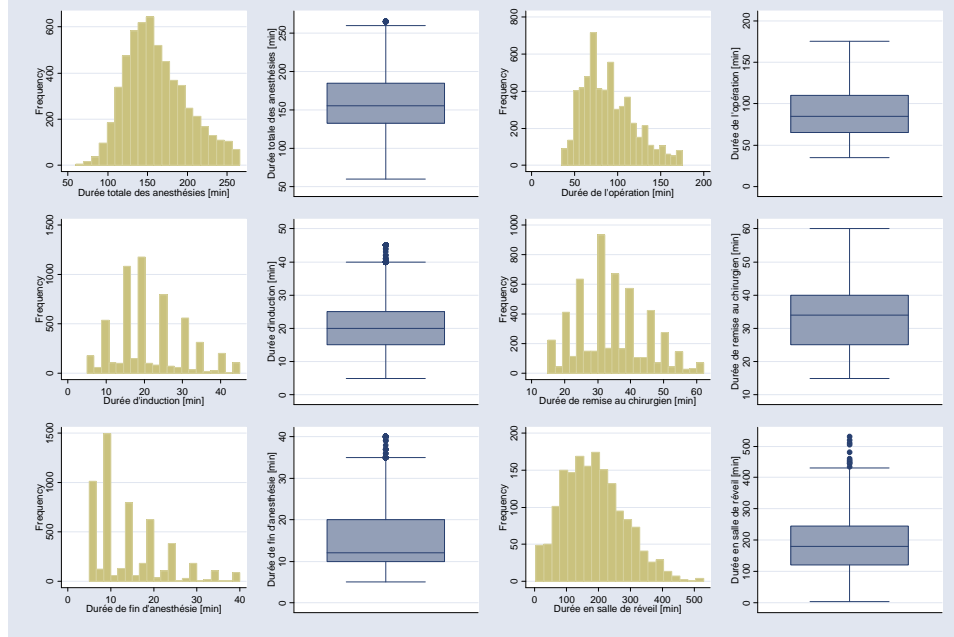 Frequency
0 200 400 600
50 100 150 200 250
Durée totale des anesthésies [min]
Durée totale des anesthésies [min]
50 100 150 200 250
Frequency
0 200 400 600 800
0 50 100 150 200
Durée de l'opération [min]
Durée de l'opération [min]
0 50 100 150 200
Frequency
0 500 1000 1500
0 10 20 30 40
Durée d'induction [min]
Durée d'induction [min]
0 10 20 30 40 50
Frequency
0 200 400 600 800 1000
10 20 30 40 50 60
Durée de remise au chirurgien [min]
Durée de remise au chirurgien [min]
10 20 30 40 50 60
Frequency
0 500 1000 1500
0 10 20 30 40
Durée de fin d'anesthésie [min]
Durée de fin d'anesthésie [min]
0 10 20 30 40
Frequency
0 50 100 150 200
0 100 200 300 400 500
Durée en salle de réveil [min]
Durée en salle de réveil [min]
0 100 200 300 400 500